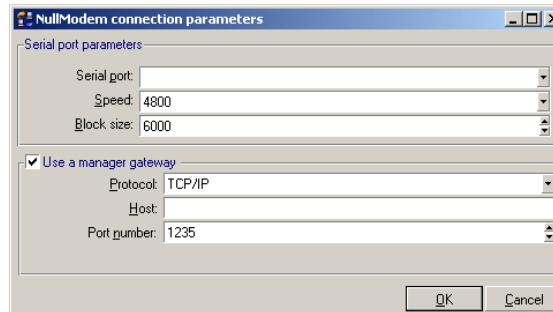 NullModem connection parameters
Serial port parameters
Serial port:
Speed: 4800
Block size: 6000
Use a manager gateway
Protocol: TCP/IP
Host:
Port number: 1235
OK Cancel